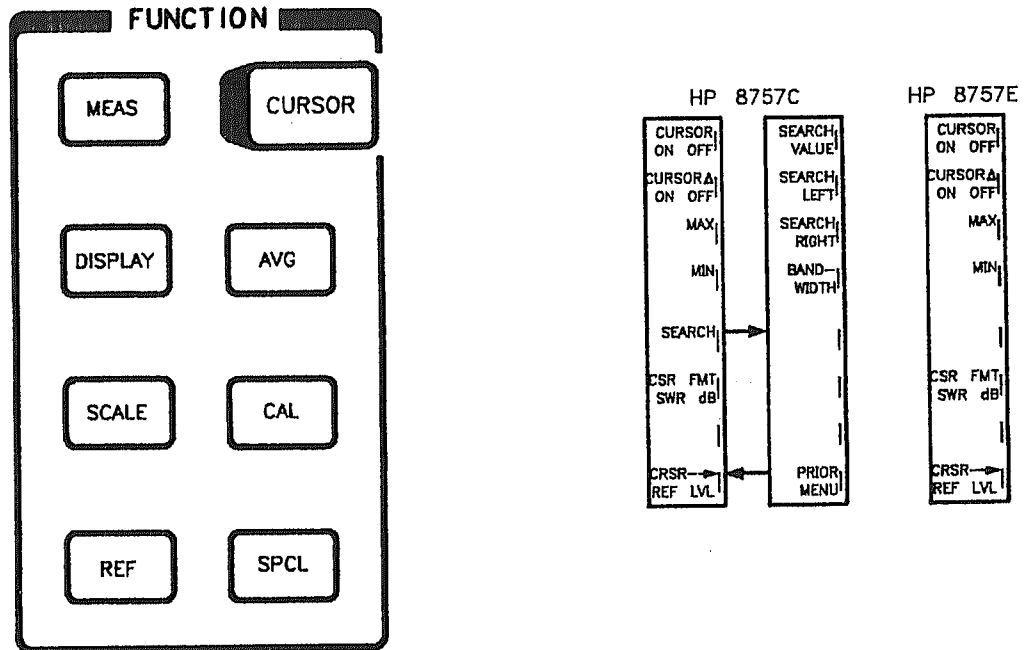 FUNCTION
MEAS
CURSOR
DISPLAY
AVG
SCALE
CAL
REF
SPCL
HP 8757C
CURSOR
ON OFF
CURSORΔ
ON OFF
MAX
MIN
SEARCH
CSR FMT
SWR dB
CRSR→
REF LVL
SEARCH
VALUE
SEARCH
LEFT
SEARCH
RIGHT
BAND-
WIDTH
PRIOR
MENU
HP 8757E
CURSOR
ON OFF
CURSORΔ
ON OFF
MAX
MIN
CSR FMT
SWR dB
CRSR→
REF LVL